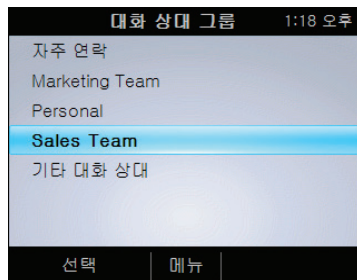 대화 상대 그룹 1:18 오후
자주 연락
Marketing Team
Personal
Sales Team
기타 대화 상대
선택 메뉴